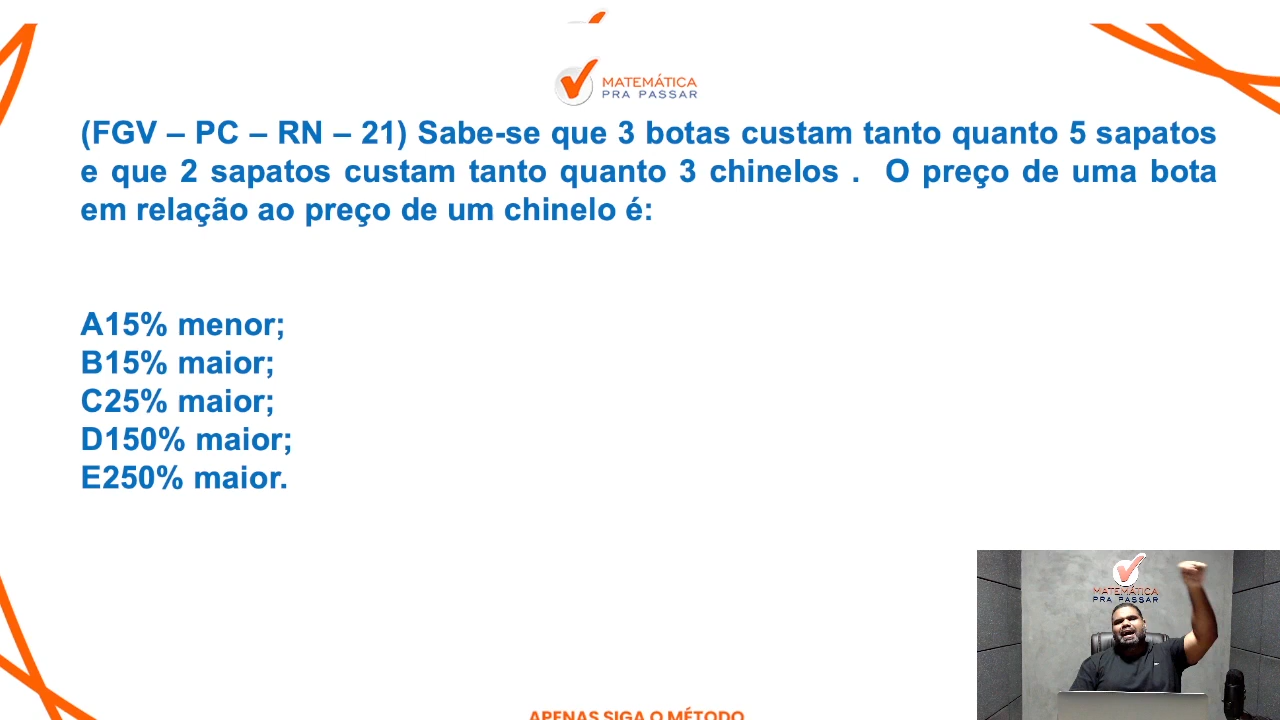 MATEMÁTICA
PRA PASSAR
(FGV – PC – RN – 21) Sabe-se que 3 botas custam tanto quanto 5 sapatos
e que 2 sapatos custam tanto quanto 3 chinelos .  O preço de uma bota
em relação ao preço de um chinelo é:
A15% menor;
B15% maior;
C25% maior;
D150% maior;
E250% maior.
MATEMÁTICA
PRA PASSAR
APENAS SIGA O MÉTODO